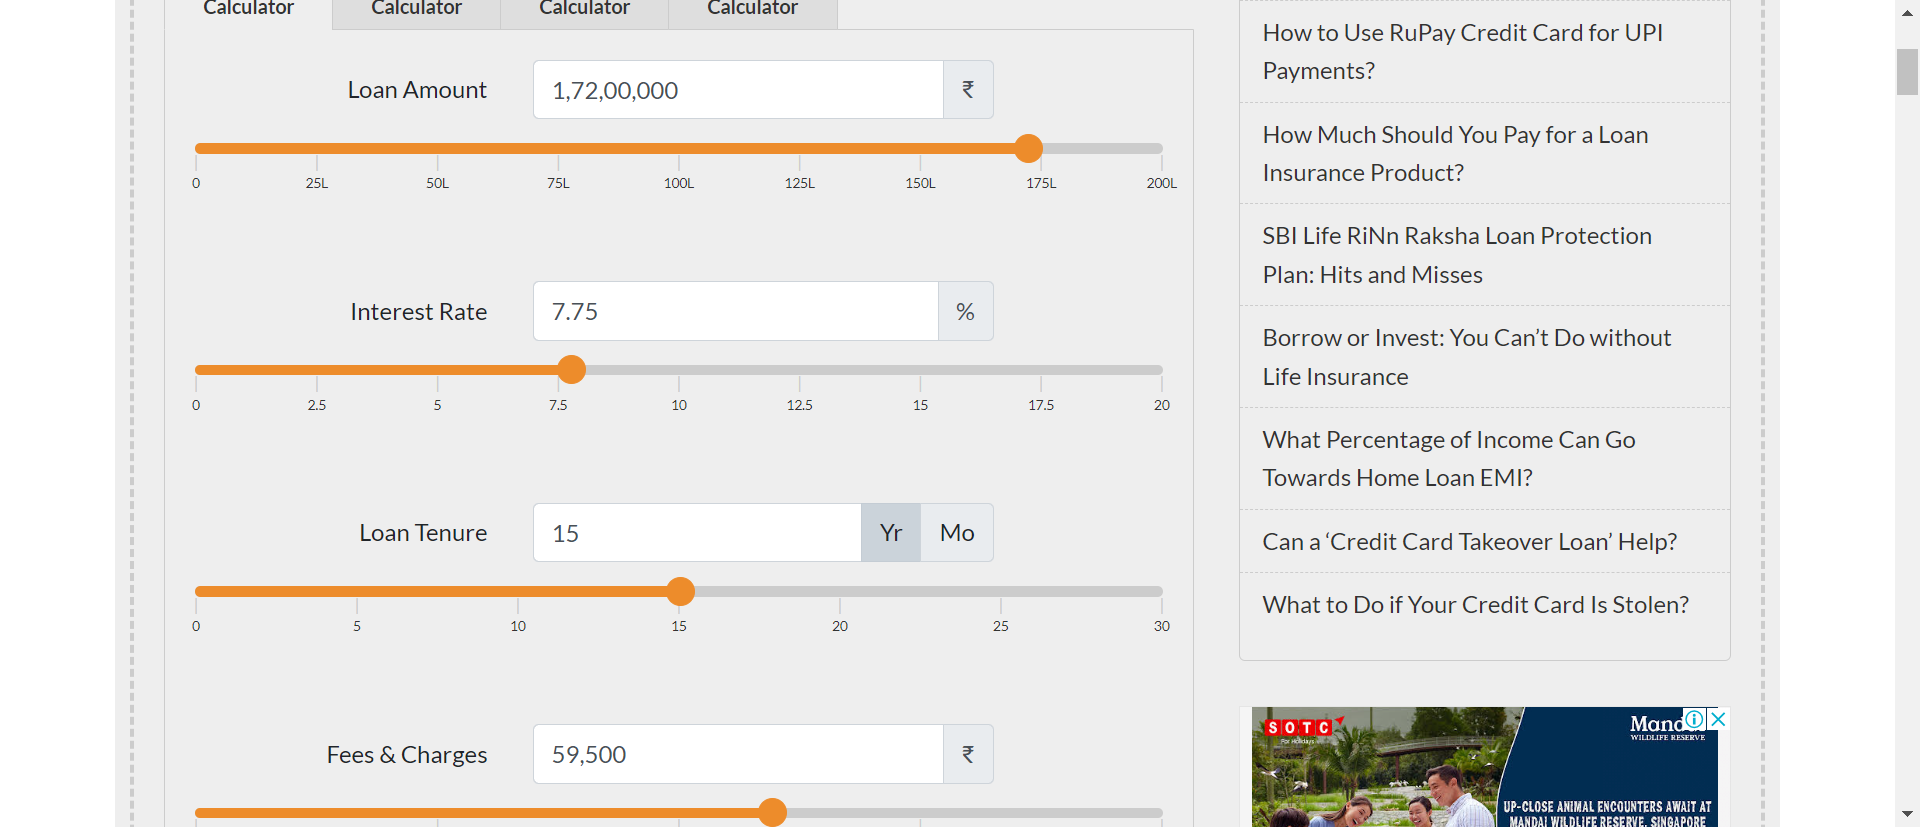 Calculator
Calculator
Calculator
Calculator
Loan Amount
1,72,00,000
₹
0
25L
50L
75L
100L
125L
150L
175L
200L
Interest Rate
7.75
%
0
2.5
5
7.5
10
12.5
15
17.5
20
Loan Tenure
15
Yr
Mo
0
5
10
15
20
25
30
Fees & Charges
59,500
₹
How to Use RuPay Credit Card for UPI
Payments?
How Much Should You Pay for a Loan
Insurance Product?
SBI Life RiNn Raksha Loan Protection
Plan: Hits and Misses
Borrow or Invest: You Can’t Do without
Life Insurance
What Percentage of Income Can Go
Towards Home Loan EMI?
Can a ‘Credit Card Takeover Loan’ Help?
What to Do if Your Credit Card Is Stolen?
SOTC
For Holidays
WILDLIFE RESERVE
UP-CLOSE ANIMAL ENCOUNTERS AWAIT AT
MANDAI WILDLIFE RESERVE, SINGAPORE